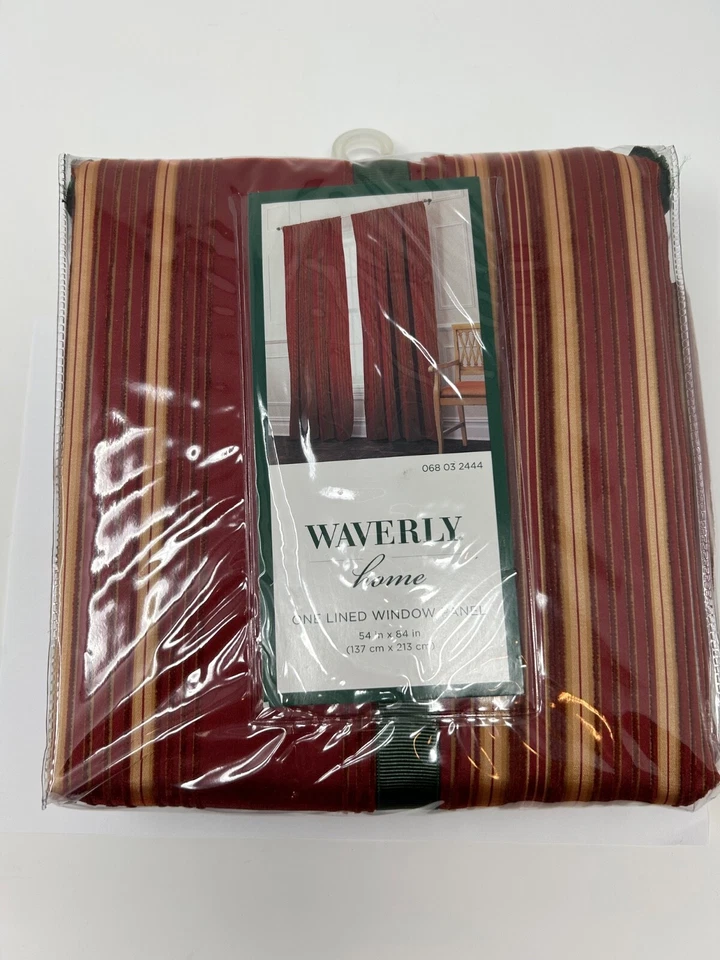 068 03 2444
WAVERLY
home
ONE LINED WINDOW PANEL
54 in x 84 in
(137 cm x 213 cm)